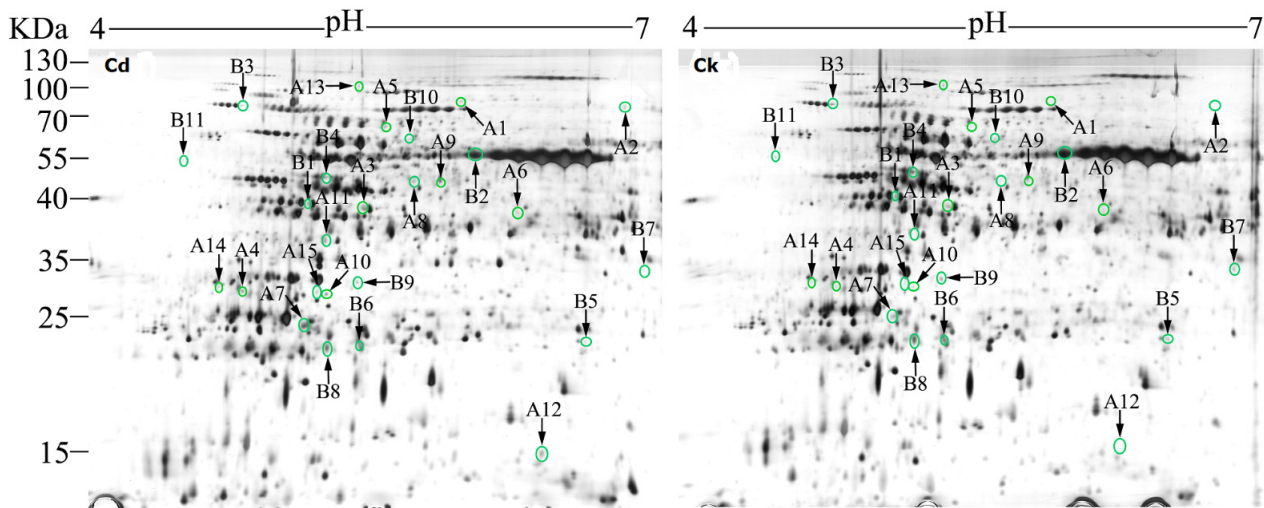 4 pH 7 4 pH 7
KDa
130
100
70
55
40
35
25
15
Cd
B3
A13
A5
B10
A1
A2
B11
B4
A9
B1
A3
B2
A6
A11
A8
B7
A14
A4
A15
A10
B9
A7
B6
B5
B8
A12
Ck
B3
A13
A5
B10
A1
A2
B11
B4
A9
B1
A3
B2
A6
A11
A8
B7
A14
A4
A15
A10
B9
A7
B6
B5
B8
A12